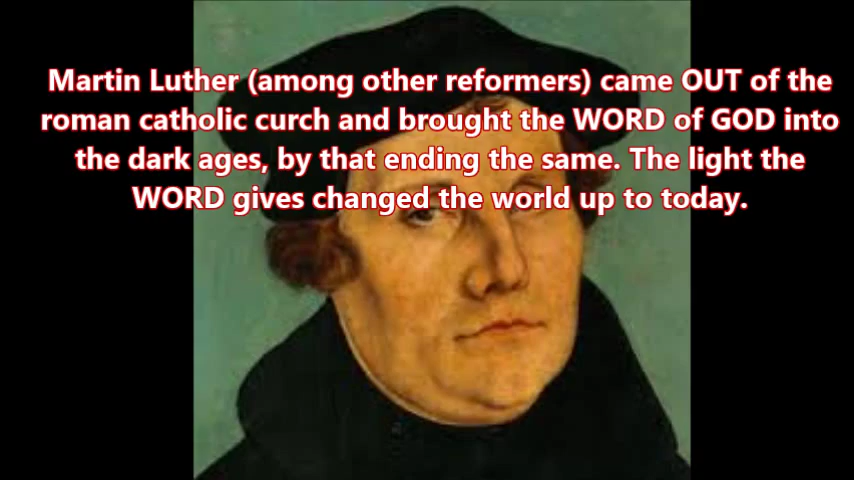 Martin Luther (among other reformers) came OUT of the
roman catholic curch and brought the WORD of GOD into
the dark ages, by that ending the same. The light the
WORD gives changed the world up to today.